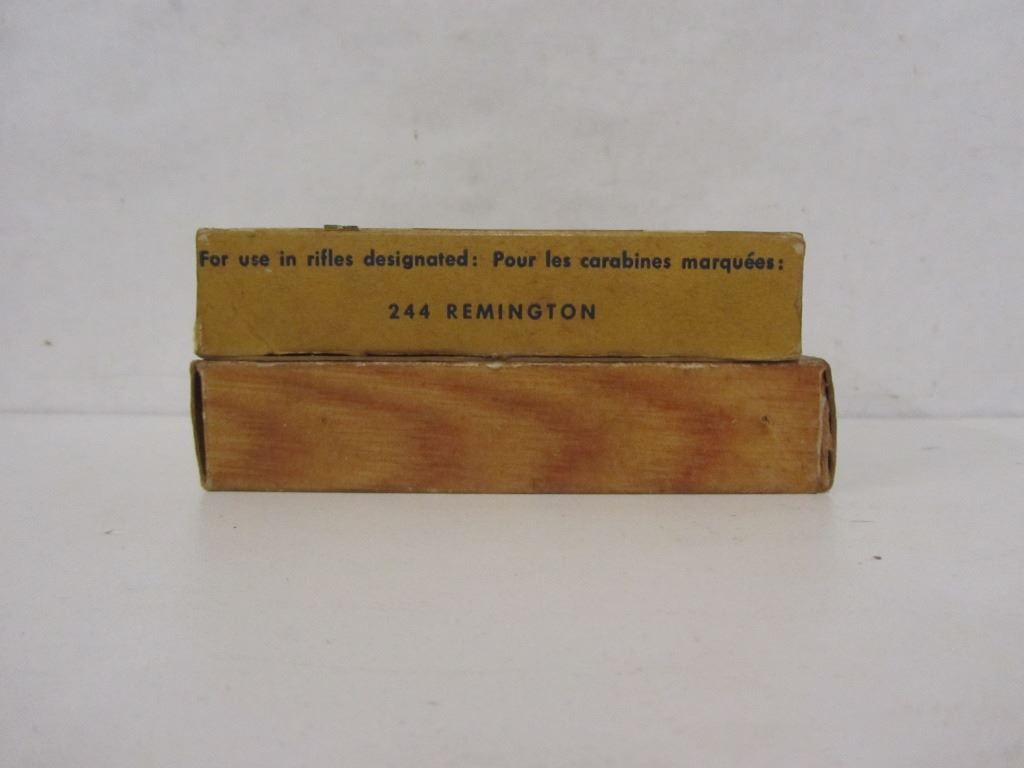 For use in rifles designated: Pour les carabines marquées:
244 REMINGTON